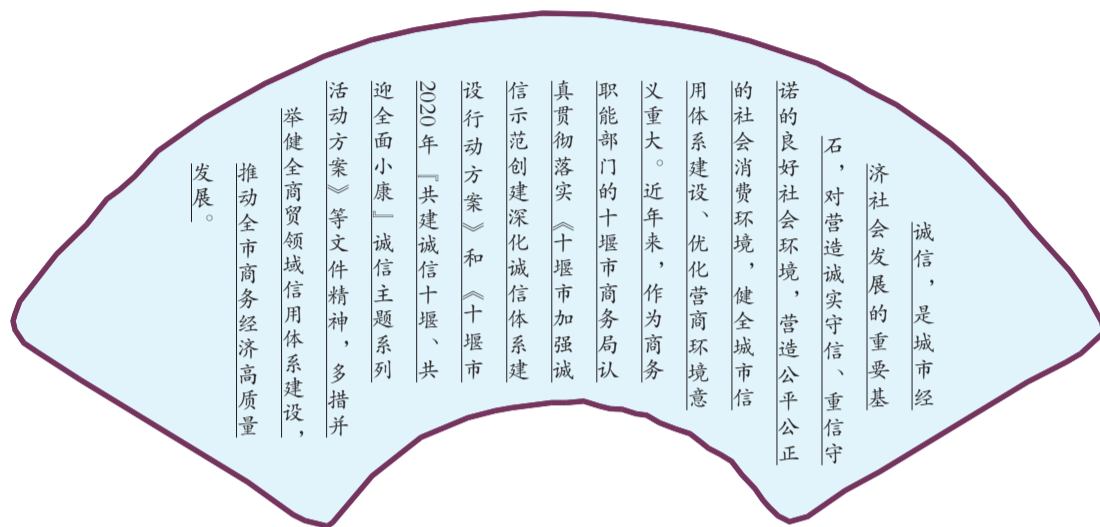 诚信，是城市经
济社会发展的重要基
石，对营造诚实守信、重信守
诺的良好社会环境，营造公平公正
的社会消费环境，健全城市信
用体系建设、优化营商环境意
义重大。近年来，作为商务
职能部门的十堰市商务局认
真贯彻落实《十堰市加强诚
信示范创建深化诚信体系建
设行动方案》和《十堰市
2020年『共建诚信十堰、共
迎全面小康』诚信主题系列
活动方案》等文件精神，多措并
举健全商贸领域信用体系建设，
推动全市商务经济高质量
发展。